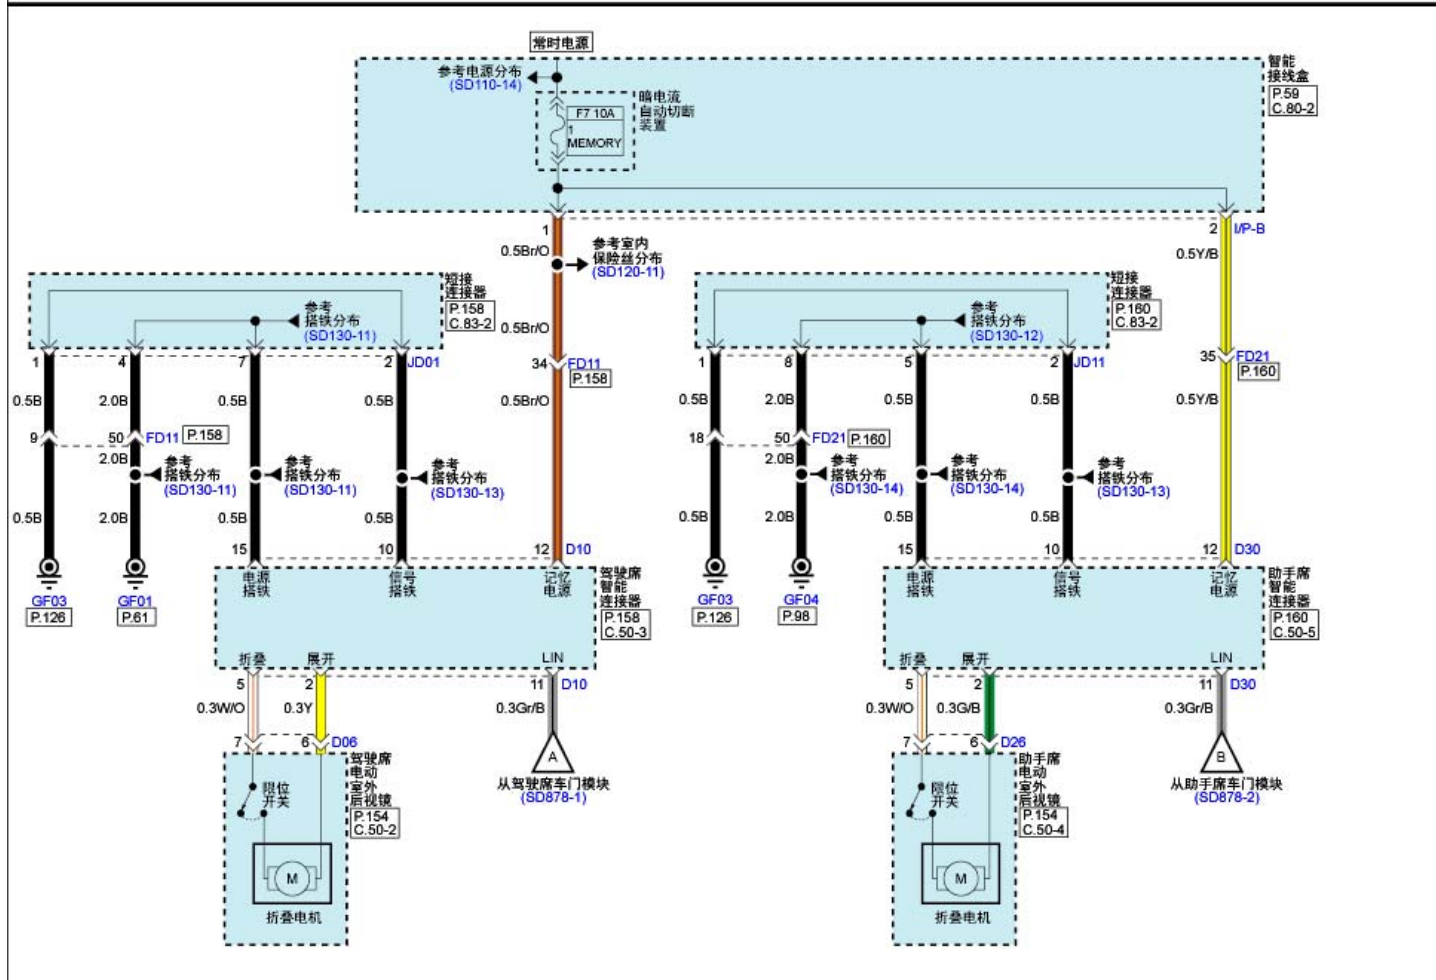 常时电源
参考电源分布
(SD110-14)
暗电流
自动切断
装置
F7 10A
1
MEMORY
智能
接线盒
P.59
C.80-2
1
0.5Br/O
参考室内
保险丝分布
(SD120-11)
0.5Br/O
34
FD11
P.158
0.5Br/O
2
I/P-B
0.5Y/B
35
FD21
P.160
0.5Y/B
短接
连接器
P.158
C.83-2
参考
搭铁分布
(SD130-11)
1
4
7
2
JD01
0.5B
2.0B
0.5B
0.5B
9
50
FD11
P.158
2.0B
参考
搭铁分布
(SD130-11)
参考
搭铁分布
(SD130-11)
参考
搭铁分布
(SD130-13)
0.5B
2.0B
0.5B
0.5B
15
10
12
D10
GF03
P.126
GF01
P.61
短接
连接器
P.160
C.83-2
参考
搭铁分布
(SD130-12)
1
8
5
2
JD11
0.5B
2.0B
0.5B
0.5B
18
50
FD21
P.160
2.0B
参考
搭铁分布
(SD130-14)
参考
搭铁分布
(SD130-14)
参考
搭铁分布
(SD130-13)
0.5B
2.0B
0.5B
0.5B
15
10
12
D30
GF03
P.126
GF04
P.98
电源
搭铁
信号
搭铁
记忆
电源
驾驶席
智能
连接器
P.158
C.50-3
折叠
展开
LIN
5
2
11
D10
0.3W/O
0.3Y
0.3Gr/B
7
6
D06
A
从驾驶席车门模块
(SD878-1)
驾驶席
电动
室外
后视镜
P.154
C.50-2
限位
开关
M
折叠电机
电源
搭铁
信号
搭铁
记忆
电源
助手席
智能
连接器
P.160
C.50-5
折叠
展开
LIN
5
2
11
D30
0.3W/O
0.3G/B
0.3Gr/B
7
6
D26
B
从助手席车门模块
(SD878-2)
助手席
电动
室外
后视镜
P.154
C.50-4
限位
开关
M
折叠电机